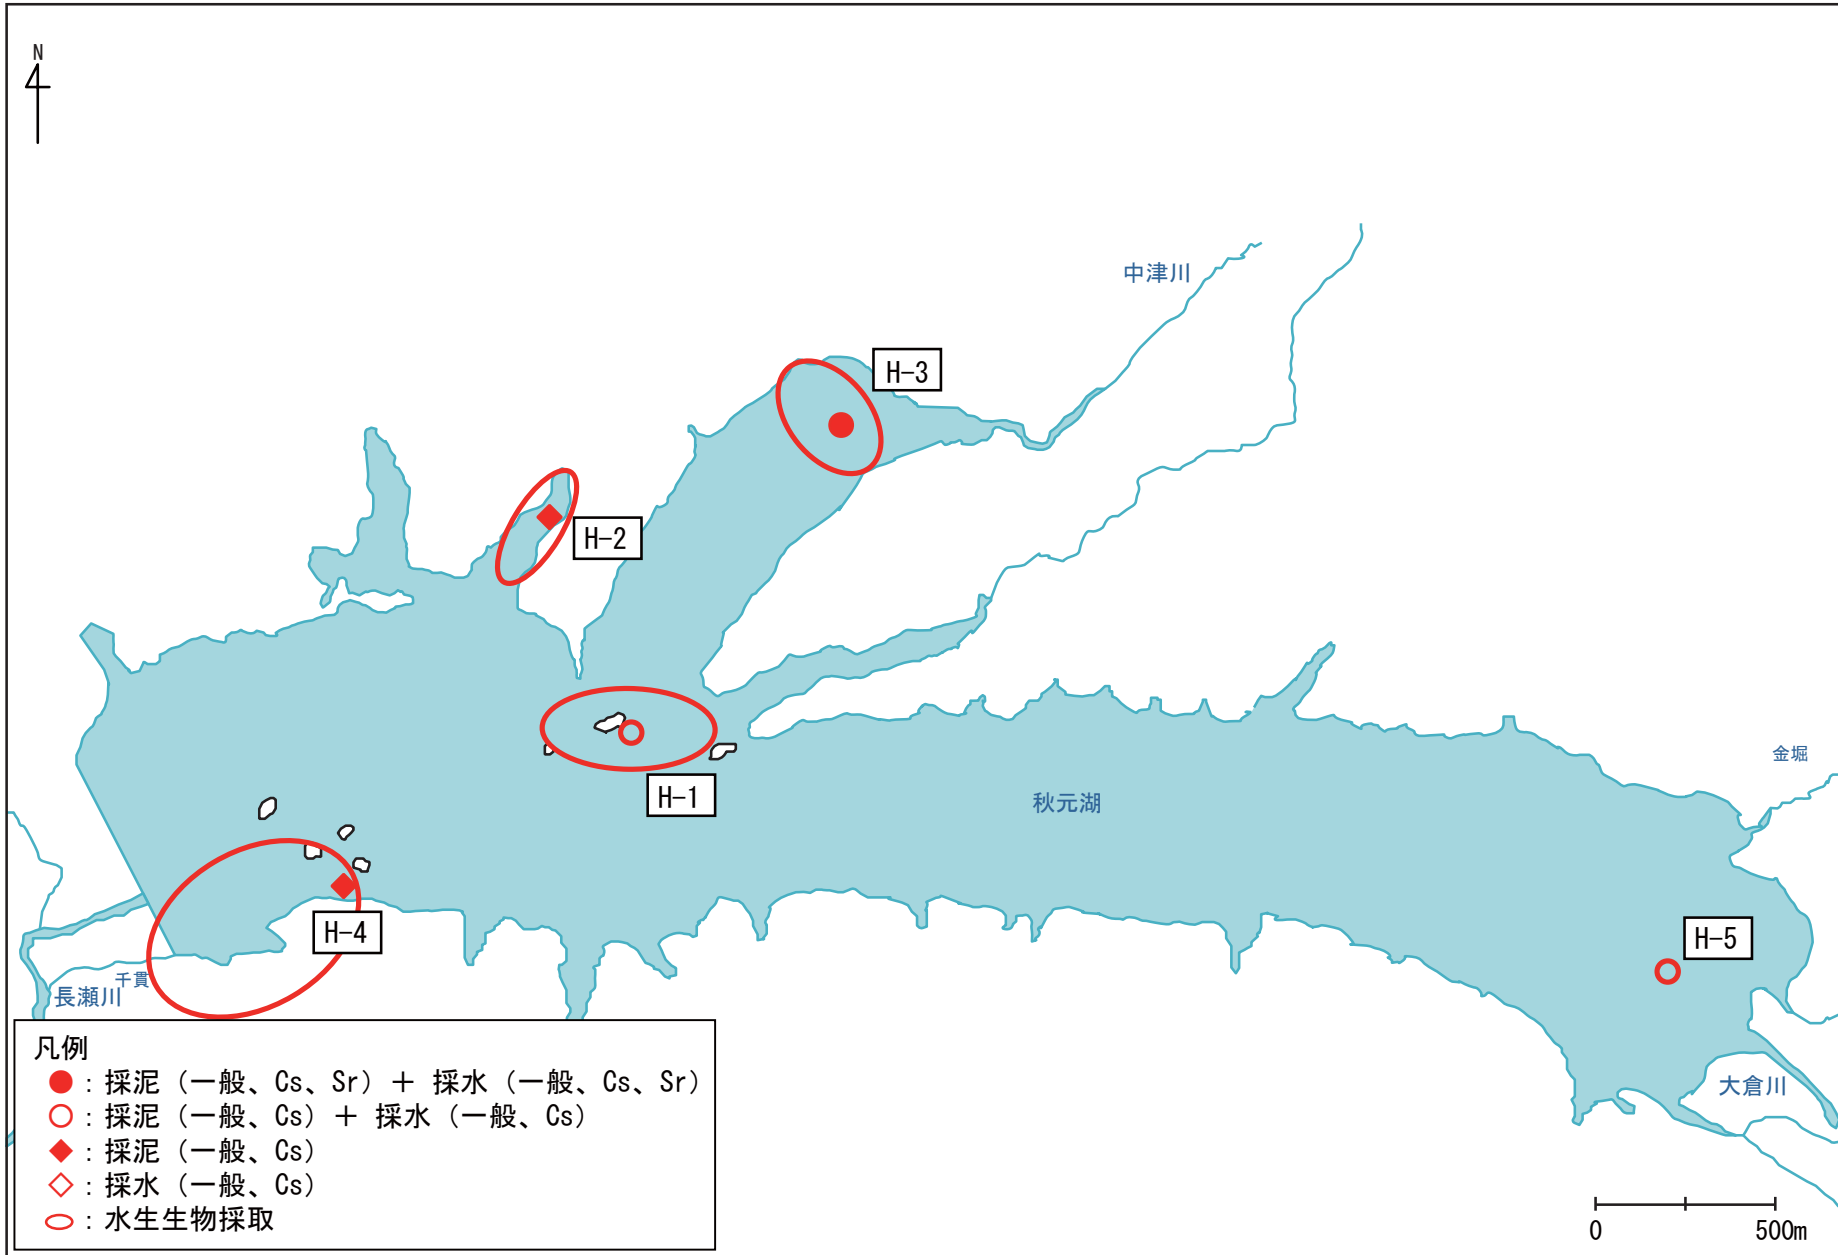 N
中津川
H-3
H-2
金堀
H-1
秋元湖
H-4
H-5
千貫
長瀬川
凡例
：採泥（一般、Cs、Sr）＋ 採水（一般、Cs、Sr）
：採泥（一般、Cs）＋ 採水（一般、Cs）
：採泥（一般、Cs）
：採水（一般、Cs）
：水生生物採取
大倉川
0 500m